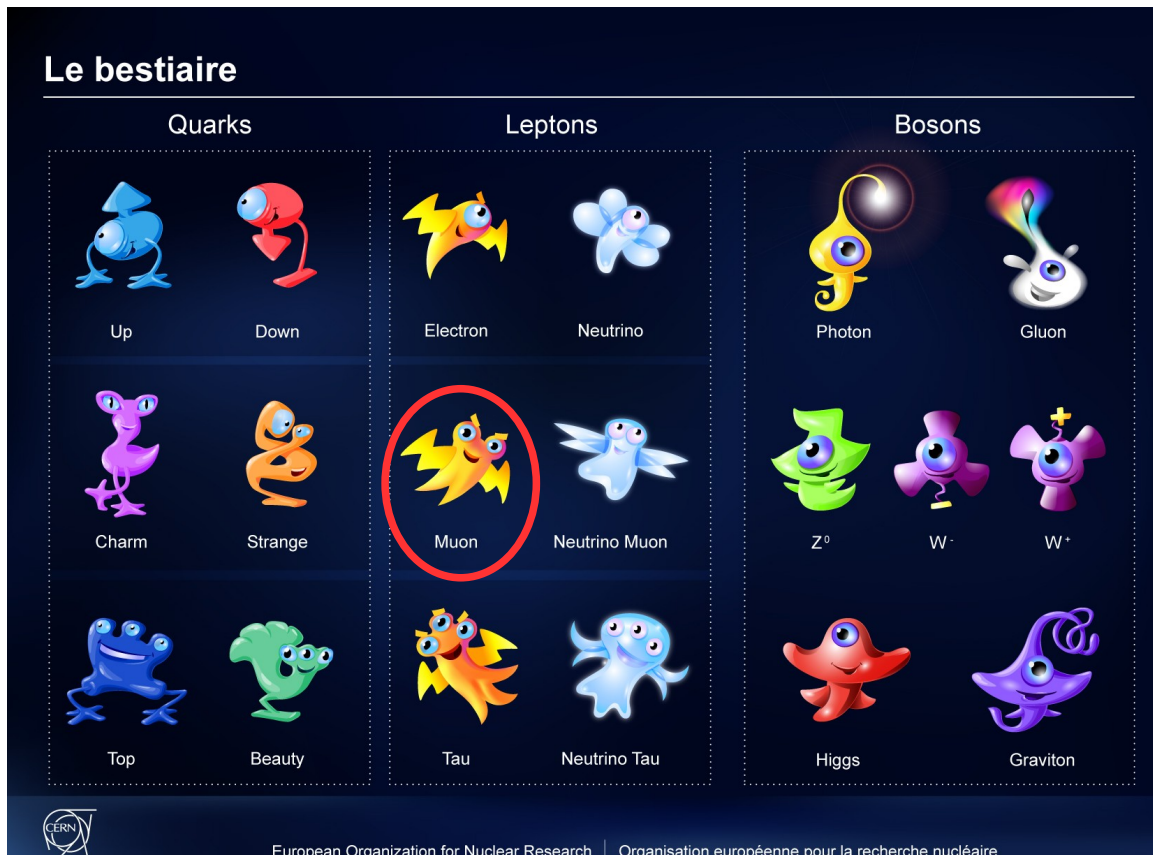 Le bestiaire
Quarks Leptons Bosons
Up Down Electron Neutrino Photon Gluon
Charm Strange Muon Neutrino Muon Z⁰ W⁻ W⁺
Top Beauty Tau Neutrino Tau Higgs Graviton
CERN
European Organization for Nuclear Research | Organisation européenne pour la recherche nucléaire